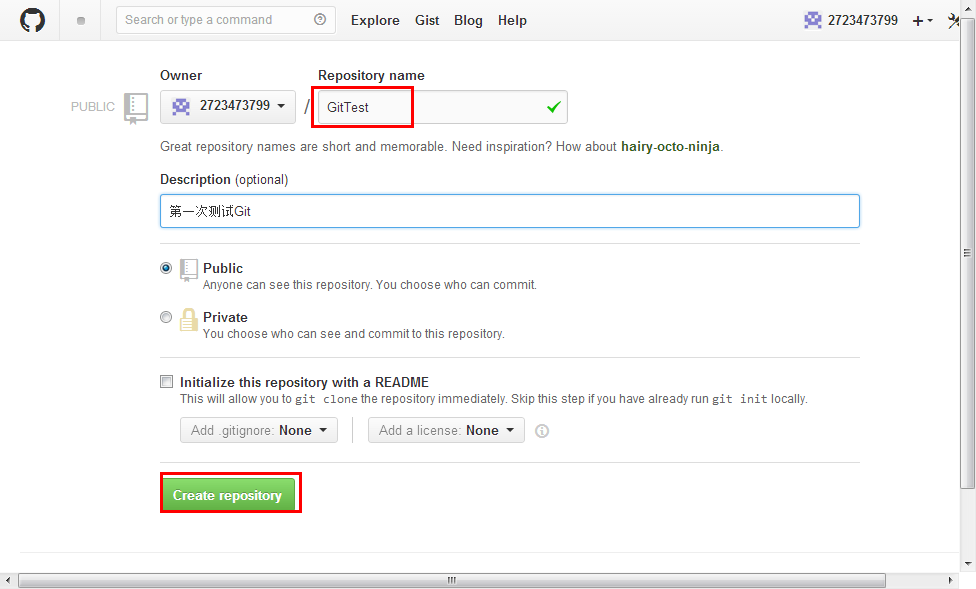 Search or type a command Explore Gist Blog Help 2723473799
Owner Repository name
PUBLIC 2723473799 / GitTest
Great repository names are short and memorable. Need inspiration? How about hairy-octo-ninja.
Description (optional)
第一次测试Git
Public
Anyone can see this repository. You choose who can commit.
Private
You choose who can see and commit to this repository.
Initialize this repository with a README
This will allow you to git clone the repository immediately. Skip this step if you have already run git init locally.
Add .gitignore: None Add a license: None
Create repository